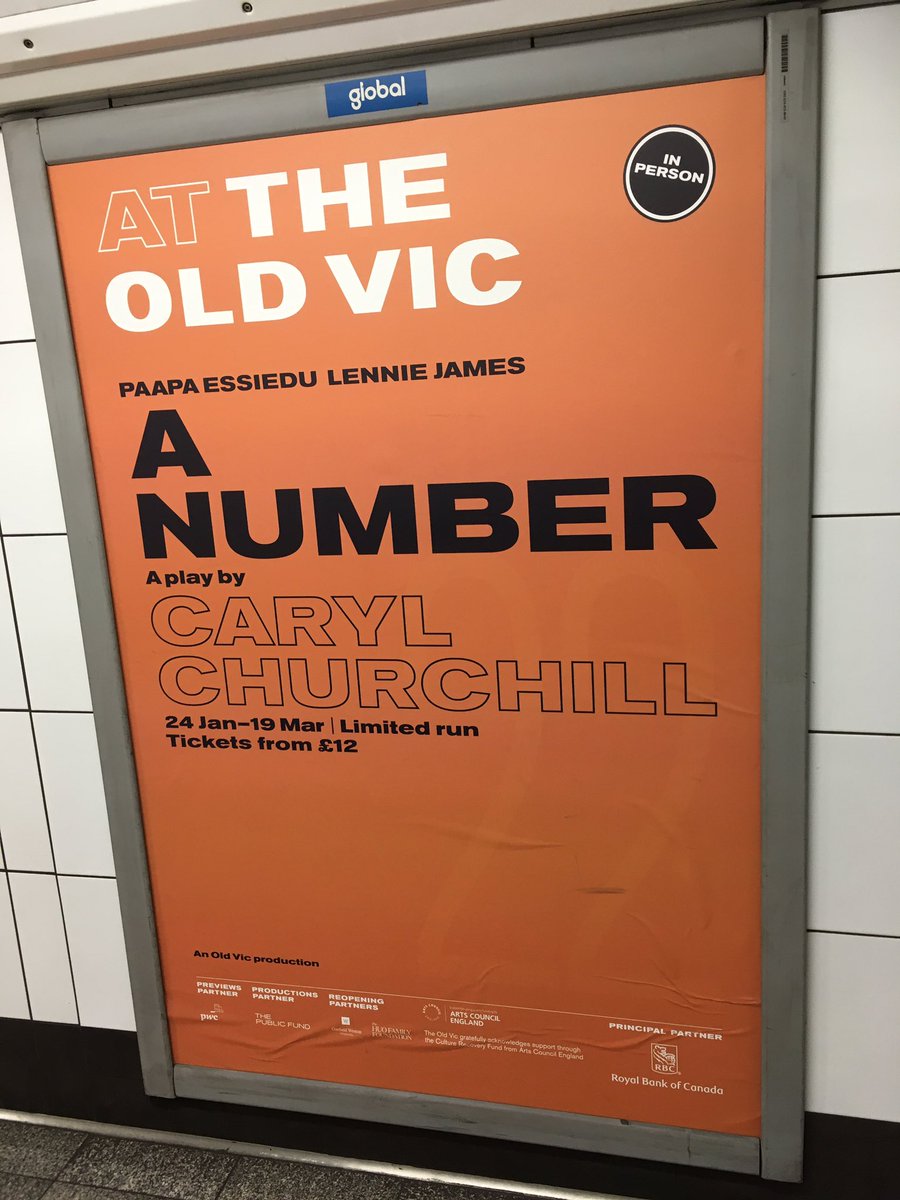 global
IN
PERSON
AT THE
OLD VIC
PAAPA ESSIEDU LENNIE JAMES
A
NUMBER
A play by
CARYL
CHURCHILL
24 Jan–19 Mar | Limited run
Tickets from £12
An Old Vic production
PREVIEWS
PARTNER
pwc
PRODUCTIONS
PARTNER
THE
PUBLIC FUND
REOPENING
PARTNERS
HUO FAMILY
FOUNDATION
ARTS COUNCIL
ENGLAND
The Old Vic gratefully acknowledges support through
the Culture Recovery Fund from Arts Council England
PRINCIPAL PARTNER
RBC
Royal Bank of Canada